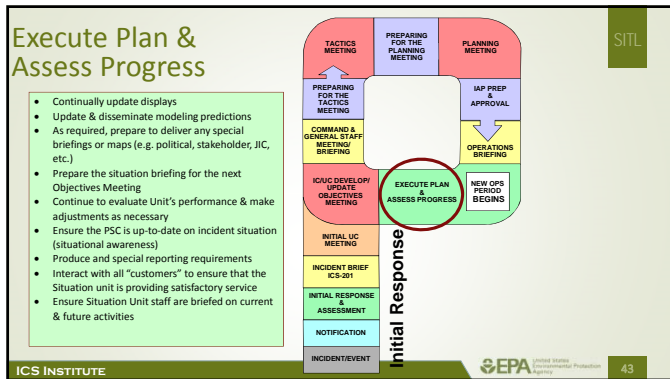 Execute Plan &
Assess Progress
SITL
• Continually update displays
• Update & disseminate modeling predictions
• As required, prepare to deliver any special
briefings or maps (e.g. political, stakeholder, JIC,
etc.)
• Prepare the situation briefing for the next
Objectives Meeting
• Continue to evaluate Unit's performance & make
adjustments as necessary
• Ensure the PSC is up-to-date on incident situation
(situational awareness)
• Produce and special reporting requirements
• Interact with all "customers" to ensure that the
Situation unit is providing satisfactory service
• Ensure Situation Unit staff are briefed on current
& future activities
TACTICS
MEETING
PREPARING
FOR THE
PLANNING
MEETING
PLANNING
MEETING
PREPARING
FOR THE
TACTICS
MEETING
IAP PREP
&
APPROVAL
COMMAND &
GENERAL STAFF
MEETING/
BRIEFING
OPERATIONS
BRIEFING
IC/UC DEVELOP/
UPDATE
OBJECTIVES
MEETING
EXECUTE PLAN
&
ASSESS PROGRESS
NEW OPS
PERIOD
BEGINS
INITIAL UC
MEETING
INCIDENT BRIEF
ICS-201
INITIAL RESPONSE
&
ASSESSMENT
NOTIFICATION
INCIDENT/EVENT
Initial Response
ICS INSTITUTE
EPA
United States
Environmental Protection
Agency
43